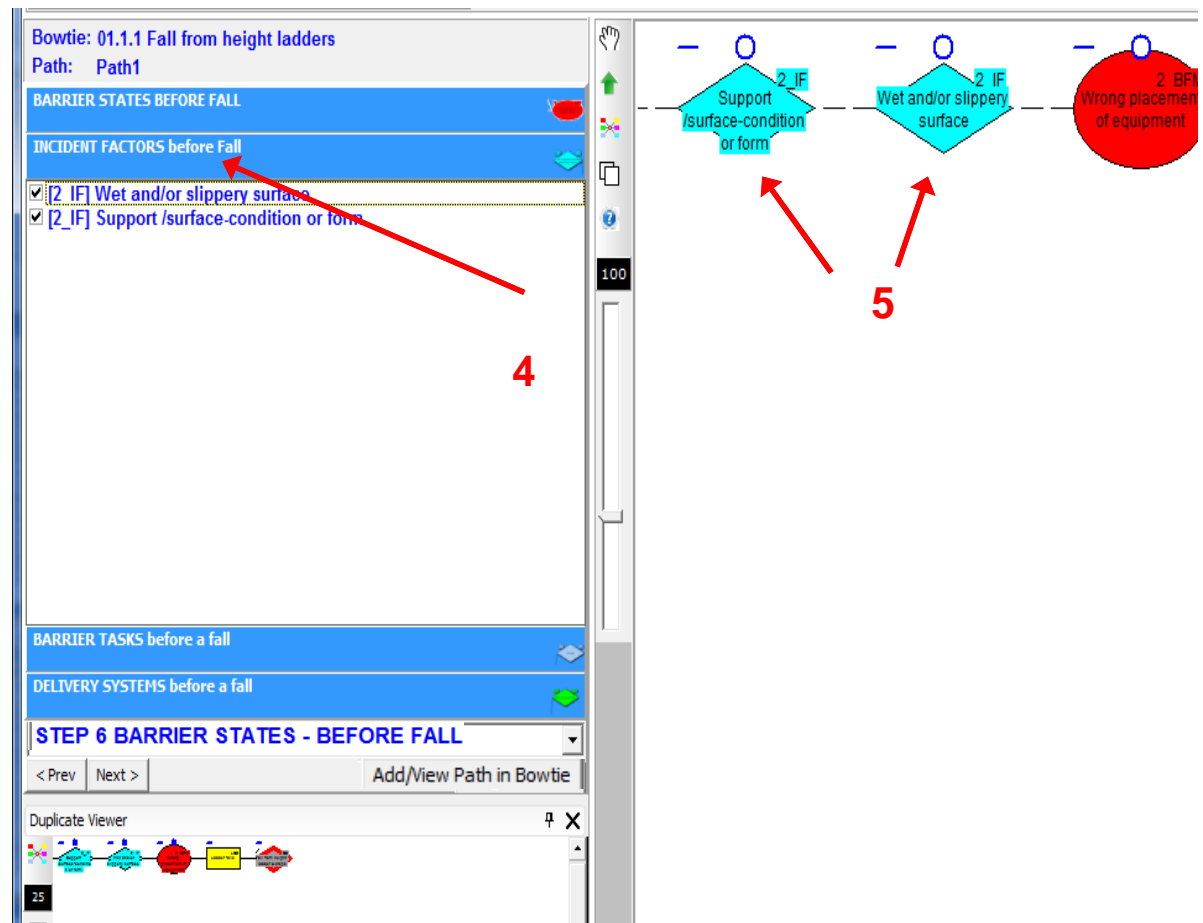 Bowtie: 01.1.1 Fall from height ladders
Path: Path1
BARRIER STATES BEFORE FALL
INCIDENT FACTORS before Fall
[2_IF] Wet and/or slippery surface
[2_IF] Support /surface-condition or form
4
BARRIER TASKS before a fall
DELIVERY SYSTEMS before a fall
STEP 6 BARRIER STATES - BEFORE FALL
< Prev Next > Add/View Path in Bowtie
Duplicate Viewer
25
100
2_IF
Support
/surface-condition
or form
2_IF
Wet and/or slippery
surface
2_BFM
Wrong placement
of equipment
5